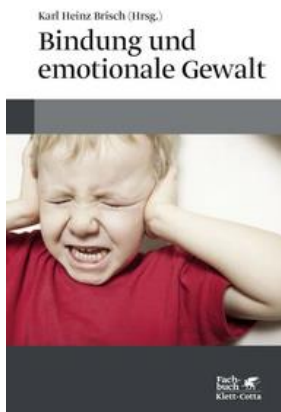 Karl Heinz Brisch (Hrsg.)
Bindung und
emotionale Gewalt
Fach-
buch
Klett-Cotta